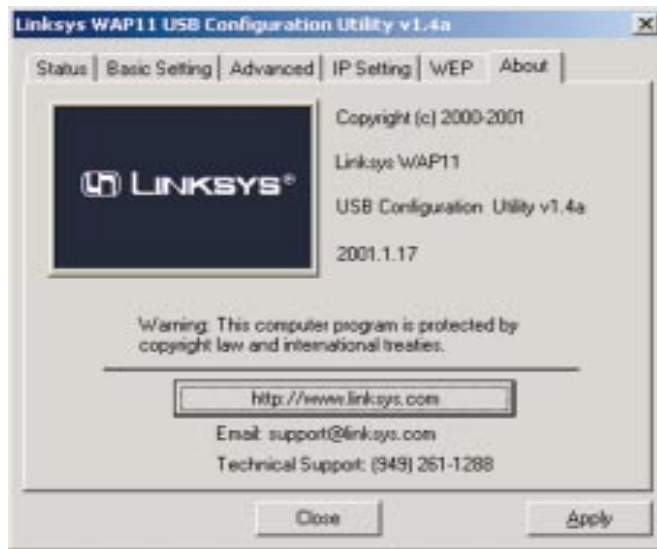 Linksys WAP11 USB Configuration Utility v1.4a
Status Basic Setting Advanced IP Setting WEP About
LINKSYS®
Copyright (c) 2000-2001
Linksys WAP11
USB Configuration Utility v1.4a
2001.1.17
Warning: This computer program is protected by
copyright law and international treaties.
http://www.linksys.com
Email: support@linksys.com
Technical Support: (949) 261-1288
Close Apply